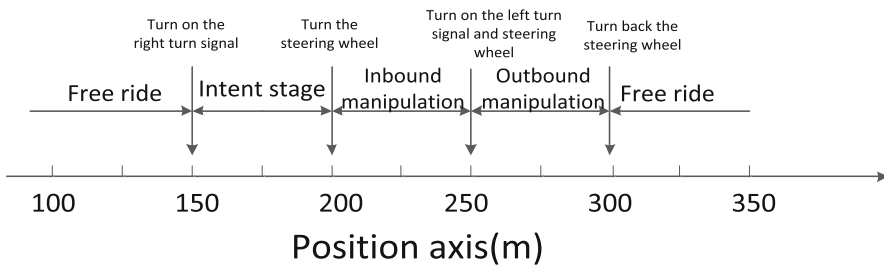 Turn on the
right turn signal
Turn the
steering wheel
Turn on the left turn
signal and steering
wheel
Turn back the
steering wheel
Free ride
Intent stage
Inbound
manipulation
Outbound
manipulation
Free ride
100
150
200
250
300
350
Position axis(m)